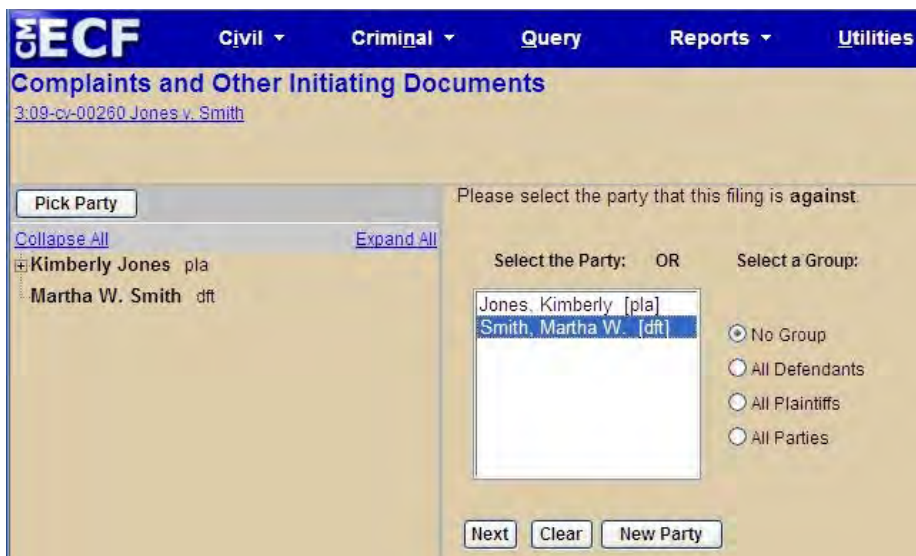 CM ECF Civil Criminal Query Reports Utilities
Complaints and Other Initiating Documents
3:09-cv-00260 Jones v. Smith
Pick Party
Collapse All Expand All
Kimberly Jones pla
Martha W. Smith dft
Please select the party that this filing is against.
Select the Party: OR Select a Group:
Jones, Kimberly [pla]
Smith, Martha W. [dft]
No Group
All Defendants
All Plaintiffs
All Parties
Next Clear New Party